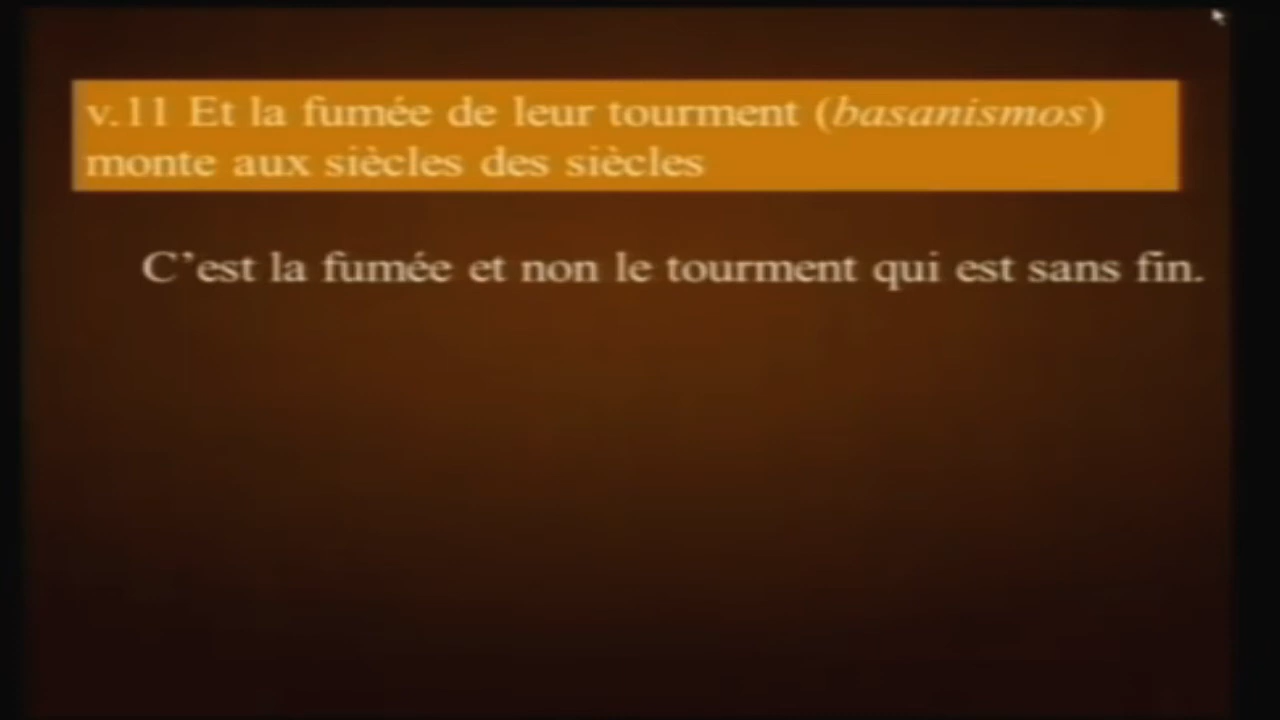 v.11 Et la fumée de leur tourment (basanismos)
monte aux siècles des siècles
C’est la fumée et non le tourment qui est sans fin.